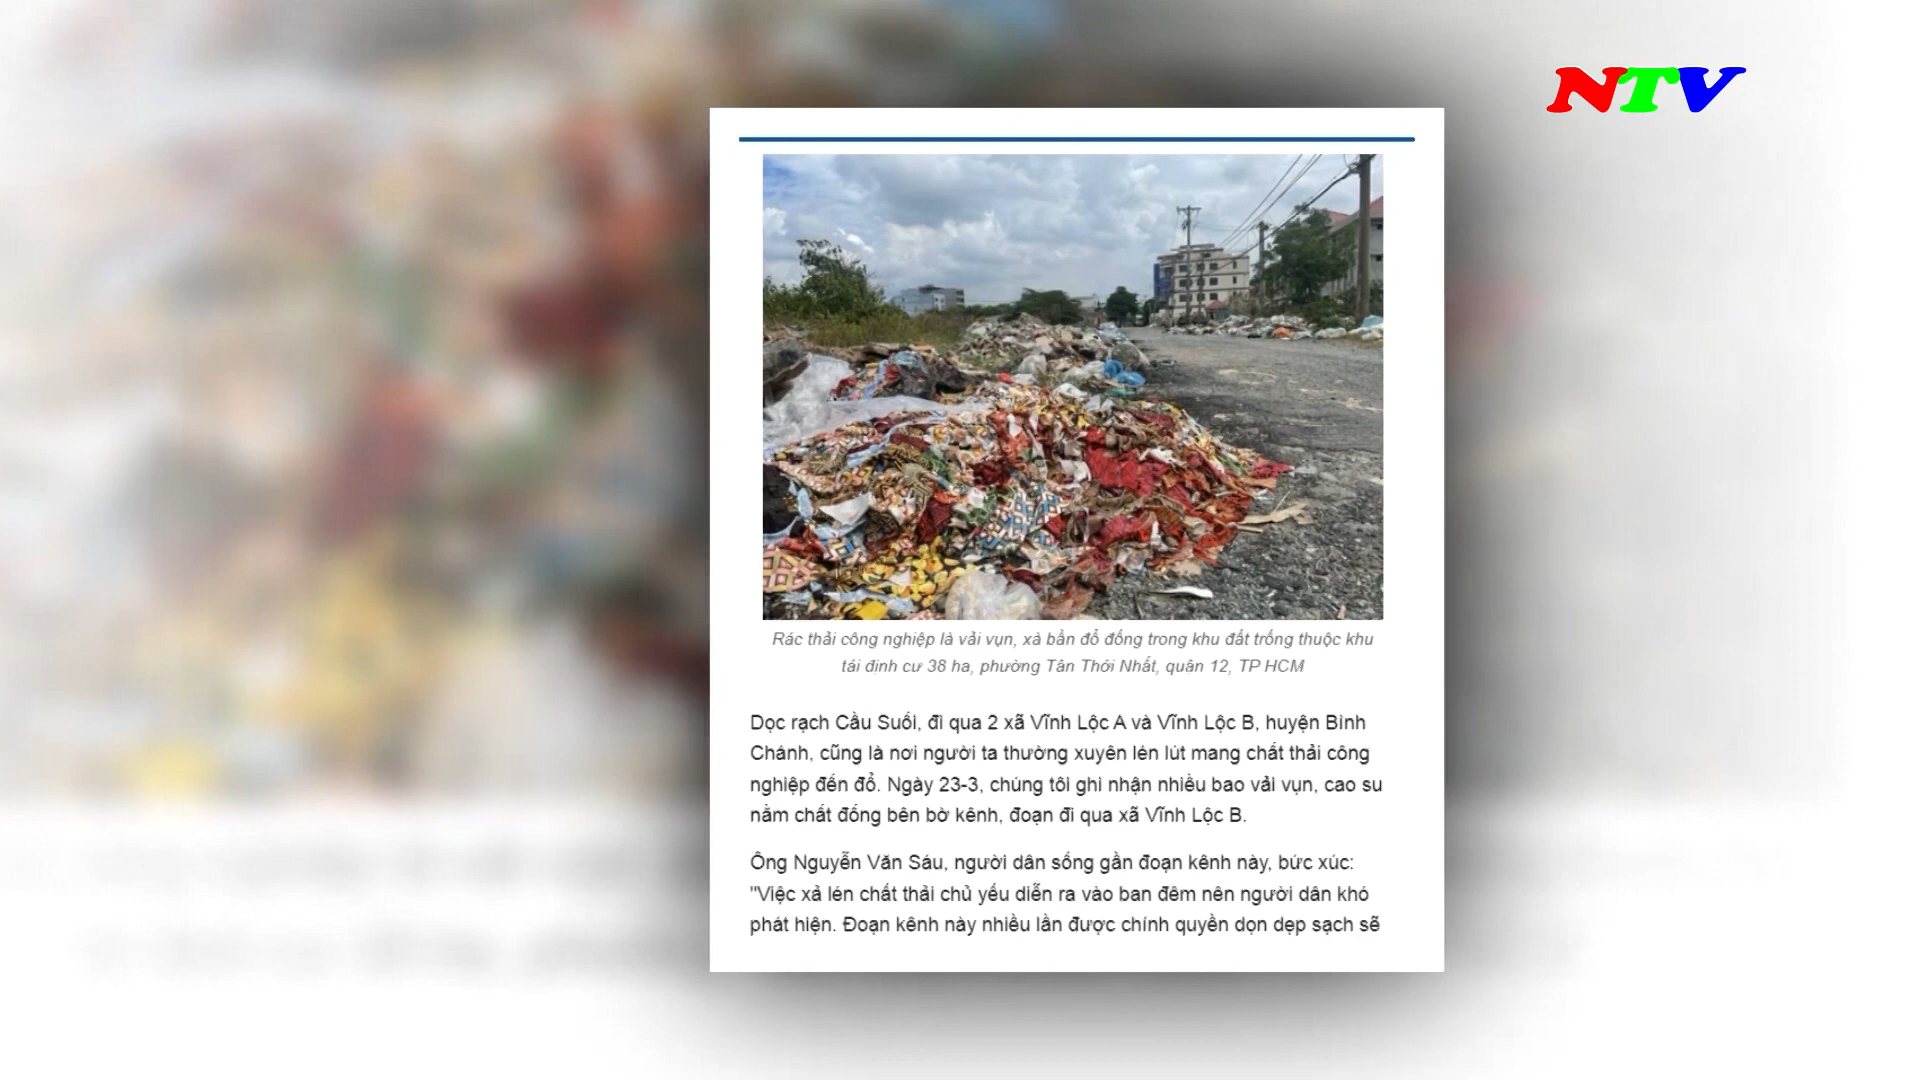 NTV
Rác thải công nghiệp là vải vụn, xà bần đổ đống trong khu đất trống thuộc khu
tái định cư 38 ha, phường Tân Thới Nhất, quận 12, TP HCM
Dọc rạch Cầu Suối, đi qua 2 xã Vĩnh Lộc A và Vĩnh Lộc B, huyện Bình
Chánh, cũng là nơi người ta thường xuyên lén lút mang chất thải công
nghiệp đến đổ. Ngày 23-3, chúng tôi ghi nhận nhiều bao vải vụn, cao su
nằm chất đống bên bờ kênh, đoạn đi qua xã Vĩnh Lộc B.
Ông Nguyễn Văn Sáu, người dân sống gần đoạn kênh này, bức xúc:
"Việc xả lén chất thải chủ yếu diễn ra vào ban đêm nên người dân khó
phát hiện. Đoạn kênh này nhiều lần được chính quyền dọn dẹp sạch sẽ